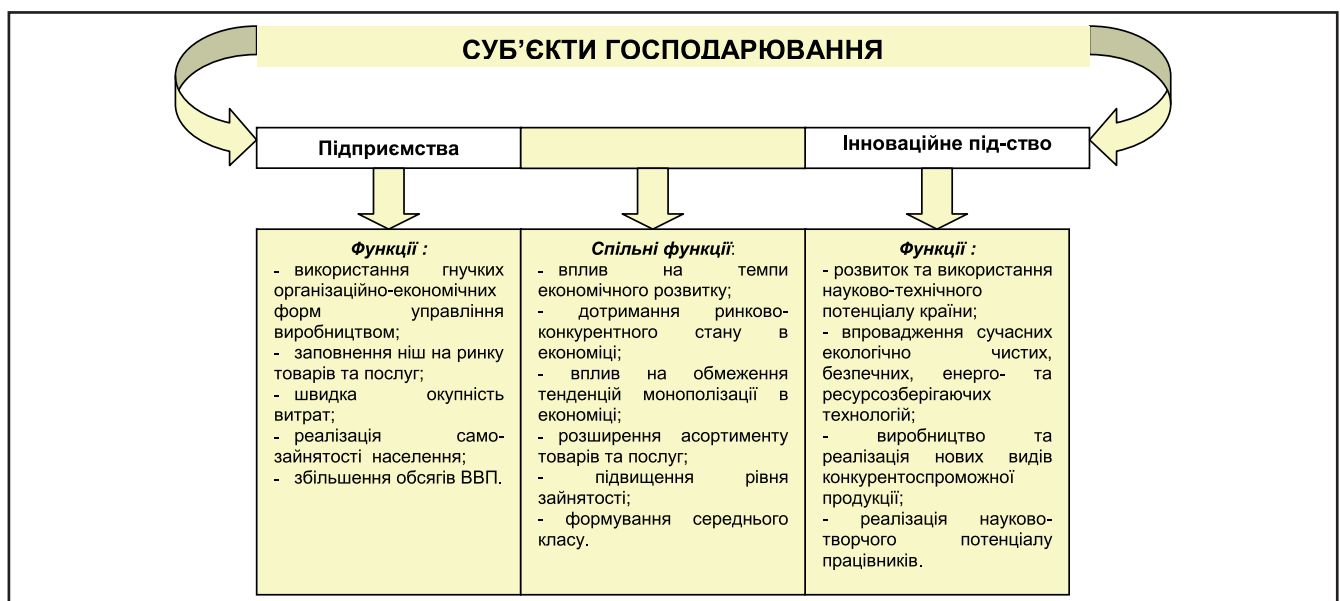 СУБ’ЄКТИ ГОСПОДАРЮВАННЯ
Підприємства
Інноваційне під-ство
Функції :
- використання гнучких
організаційно-економічних
форм управління
виробництвом;
- заповнення ніш на ринку
товарів та послуг;
- швидка окупність
витрат;
- реалізація само-
зайнятості населення;
- збільшення обсягів ВВП.
Спільні функції:
- вплив на темпи
економічного розвитку;
- дотримання ринково-
конкурентного стану в
економіці;
- вплив на обмеження
тенденцій монополізації в
економіці;
- розширення асортименту
товарів та послуг;
- підвищення рівня
зайнятості;
- формування середнього
класу.
Функції :
- розвиток та використання
науково-технічного
потенціалу країни;
- впровадження сучасних
екологічно чистих,
безпечних, енерго- та
ресурсозберігаючих
технологій;
- виробництво та
реалізація нових видів
конкурентоспроможної
продукції;
- реалізація науково-
творчого потенціалу
працівників.